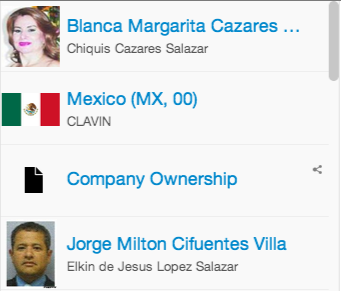 Blanca Margarita Cazares ...
Chiquis Cazares Salazar
Mexico (MX, 00)
CLAVIN
Company Ownership
Jorge Milton Cifuentes Villa
Elkin de Jesus Lopez Salazar